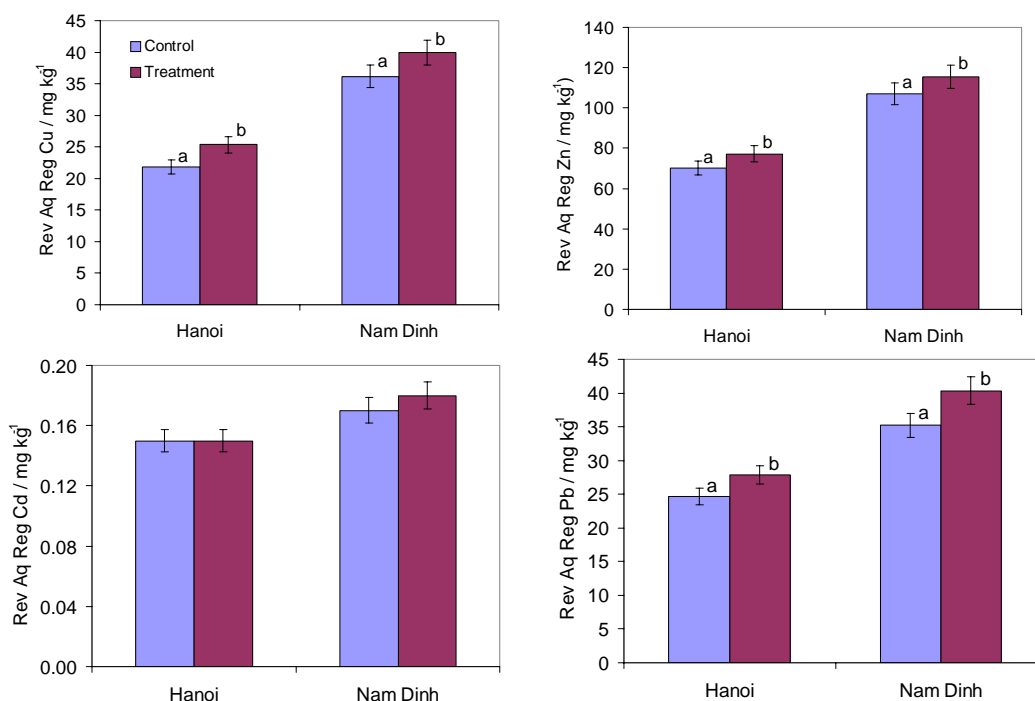 Rev Aq Reg Cu / mg kg-1
45
40
35
30
25
20
15
10
5
0
Control
Treatment
a
b
a
b
Hanoi
Nam Dinh
Rev Aq Reg Zn / mg kg-1)
140
120
100
80
60
40
20
0
a
b
a
b
Hanoi
Nam Dinh
Rev Aq Reg Cd / mg kg-1
0.20
0.16
0.12
0.08
0.04
0.00
Hanoi
Nam Dinh
Rev Aq Reg Pb / mg kg-1
45
40
35
30
25
20
15
10
5
0
a
b
a
b
Hanoi
Nam Dinh